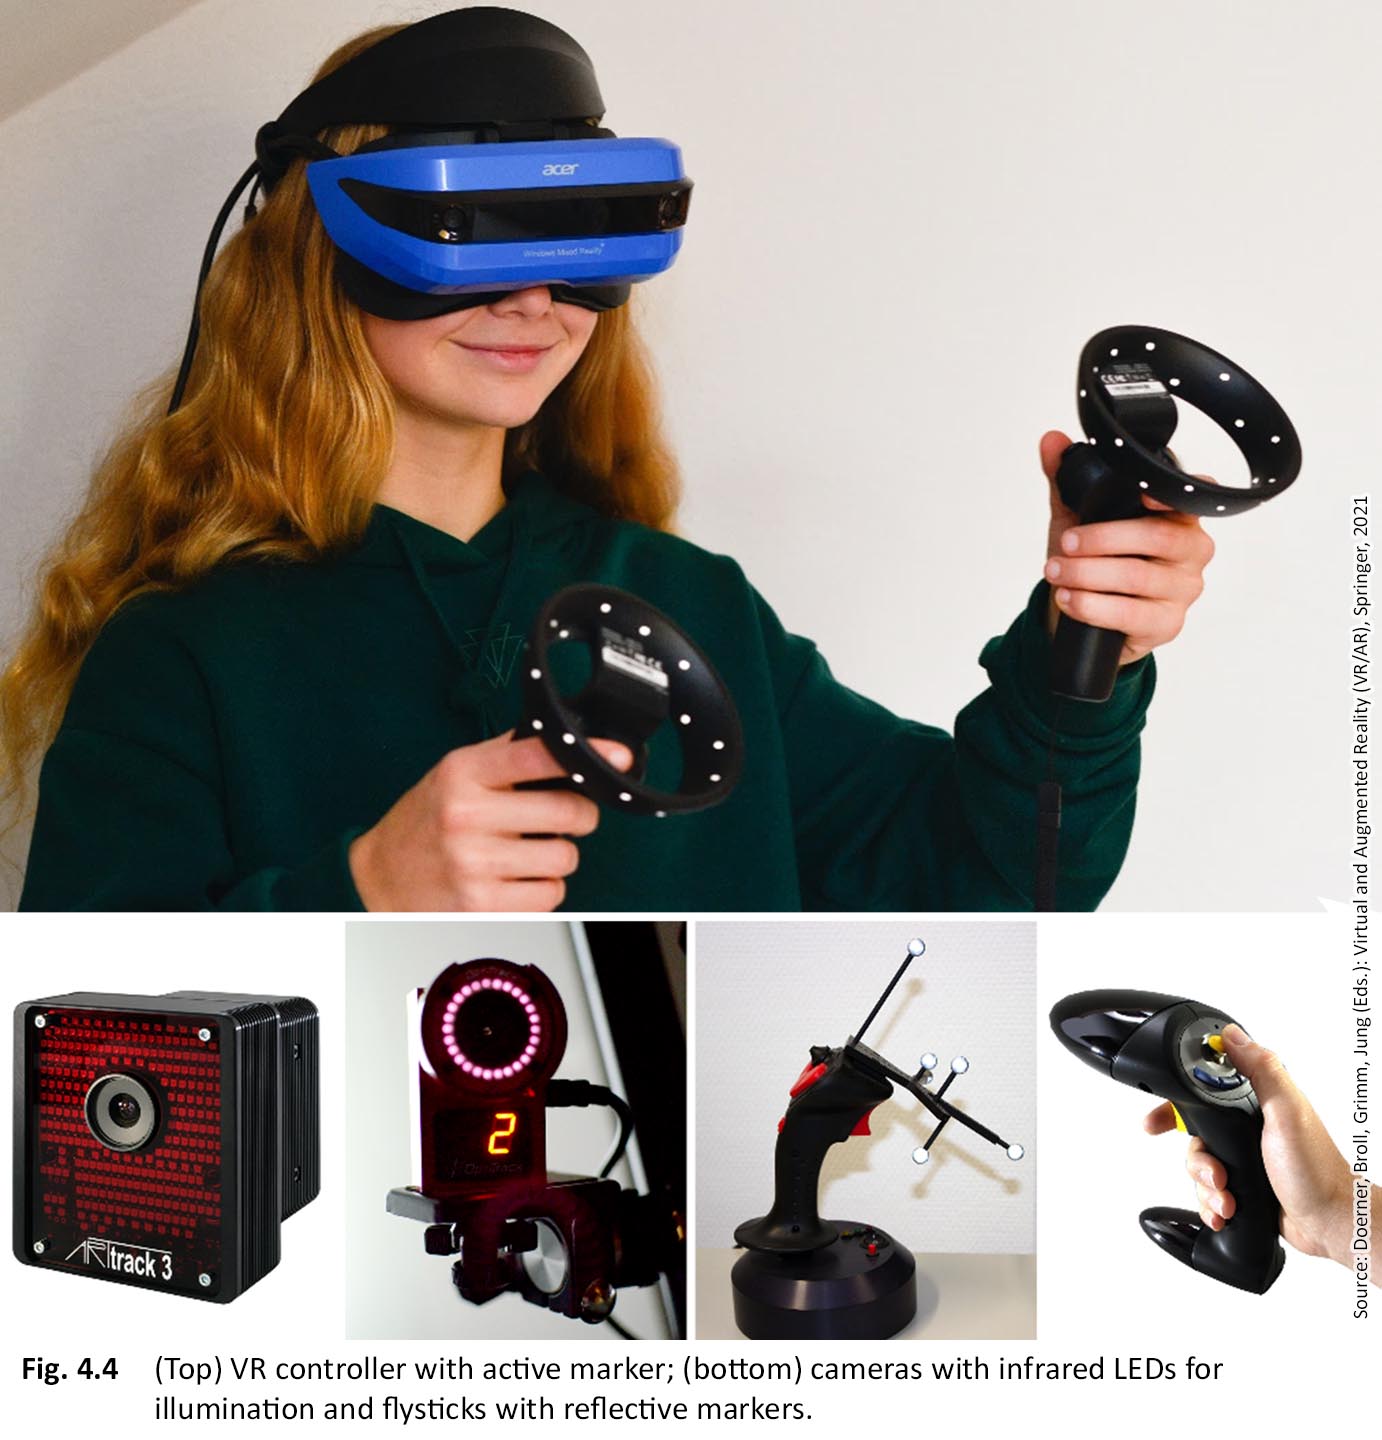 acer
Windows Mixed Reality
ARTtrack 3
2
OptiTrack
Source: Doerner, Broll, Grimm, Jung (Eds.): Virtual and Augmented Reality (VR/AR), Springer, 2021
Fig. 4.4 (Top) VR controller with active marker; (bottom) cameras with infrared LEDs for
illumination and flysticks with reflective markers.